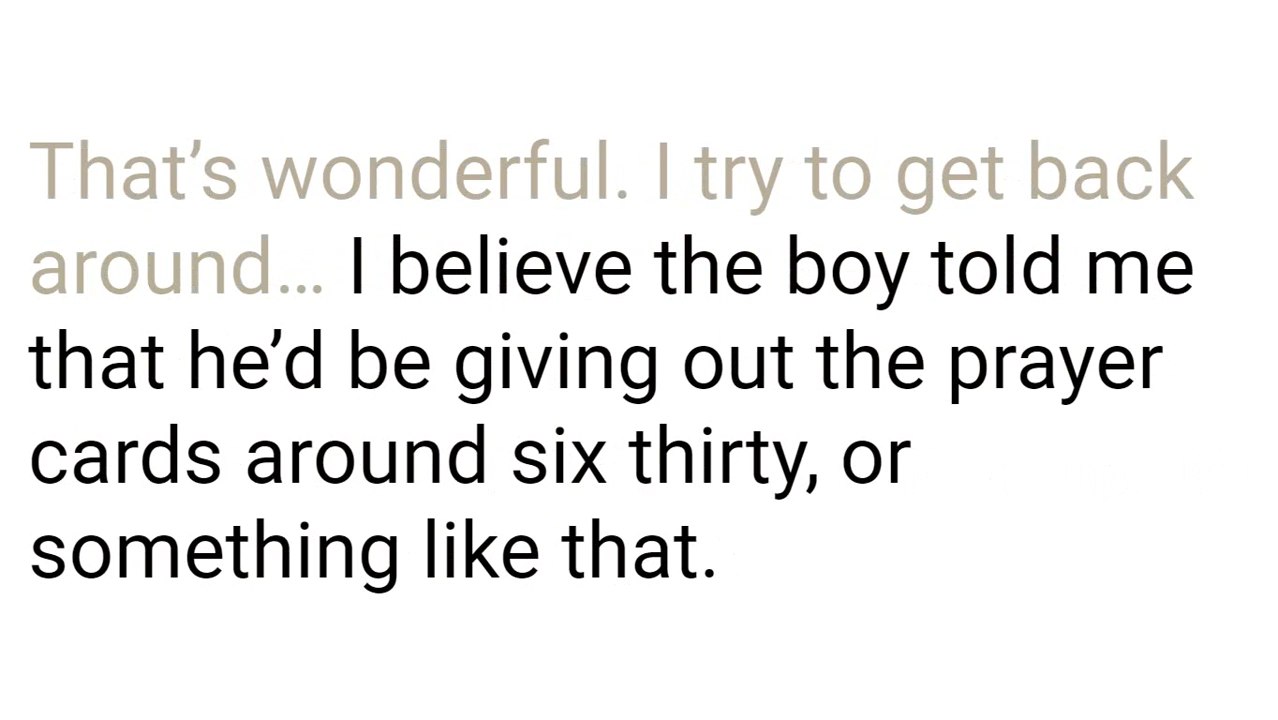 That’s wonderful. I try to get back
around… I believe the boy told me
that he’d be giving out the prayer
cards around six thirty, or
something like that.